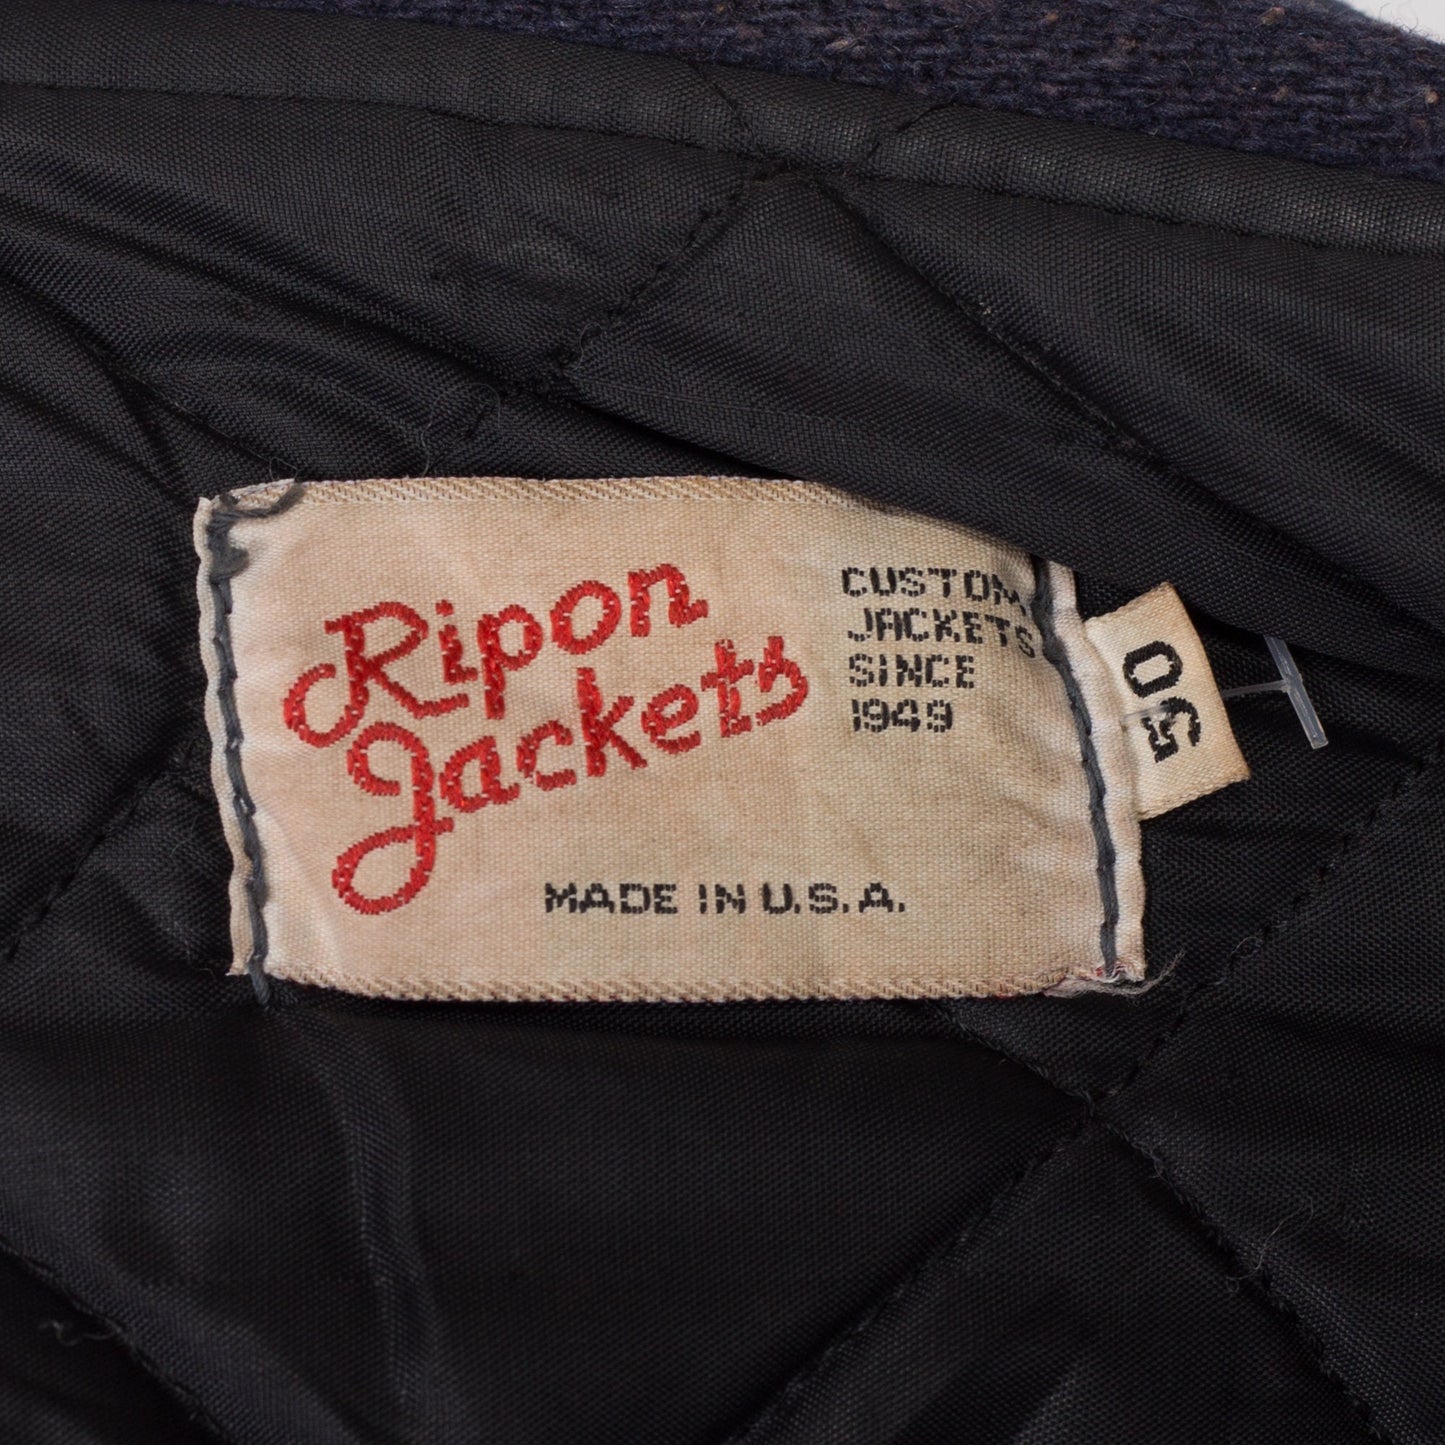 Ripon
Jackets
CUSTOM
JACKETS
SINCE
1949
MADE IN U.S.A.
50